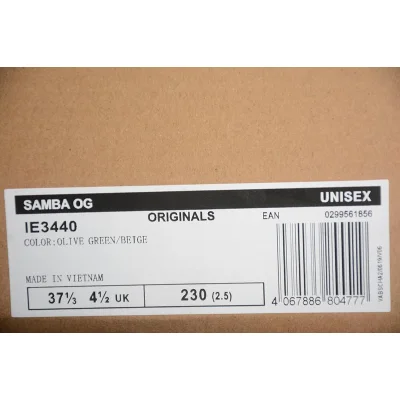 SAMBA OG UNISEX
IE3440 ORIGINALS EAN 0299561856
COLOR:OLIVE GREEN/BEIGE
MADE IN VIETNAM
37⅓ 4½ UK 230 (2.5)
4 067886 804777